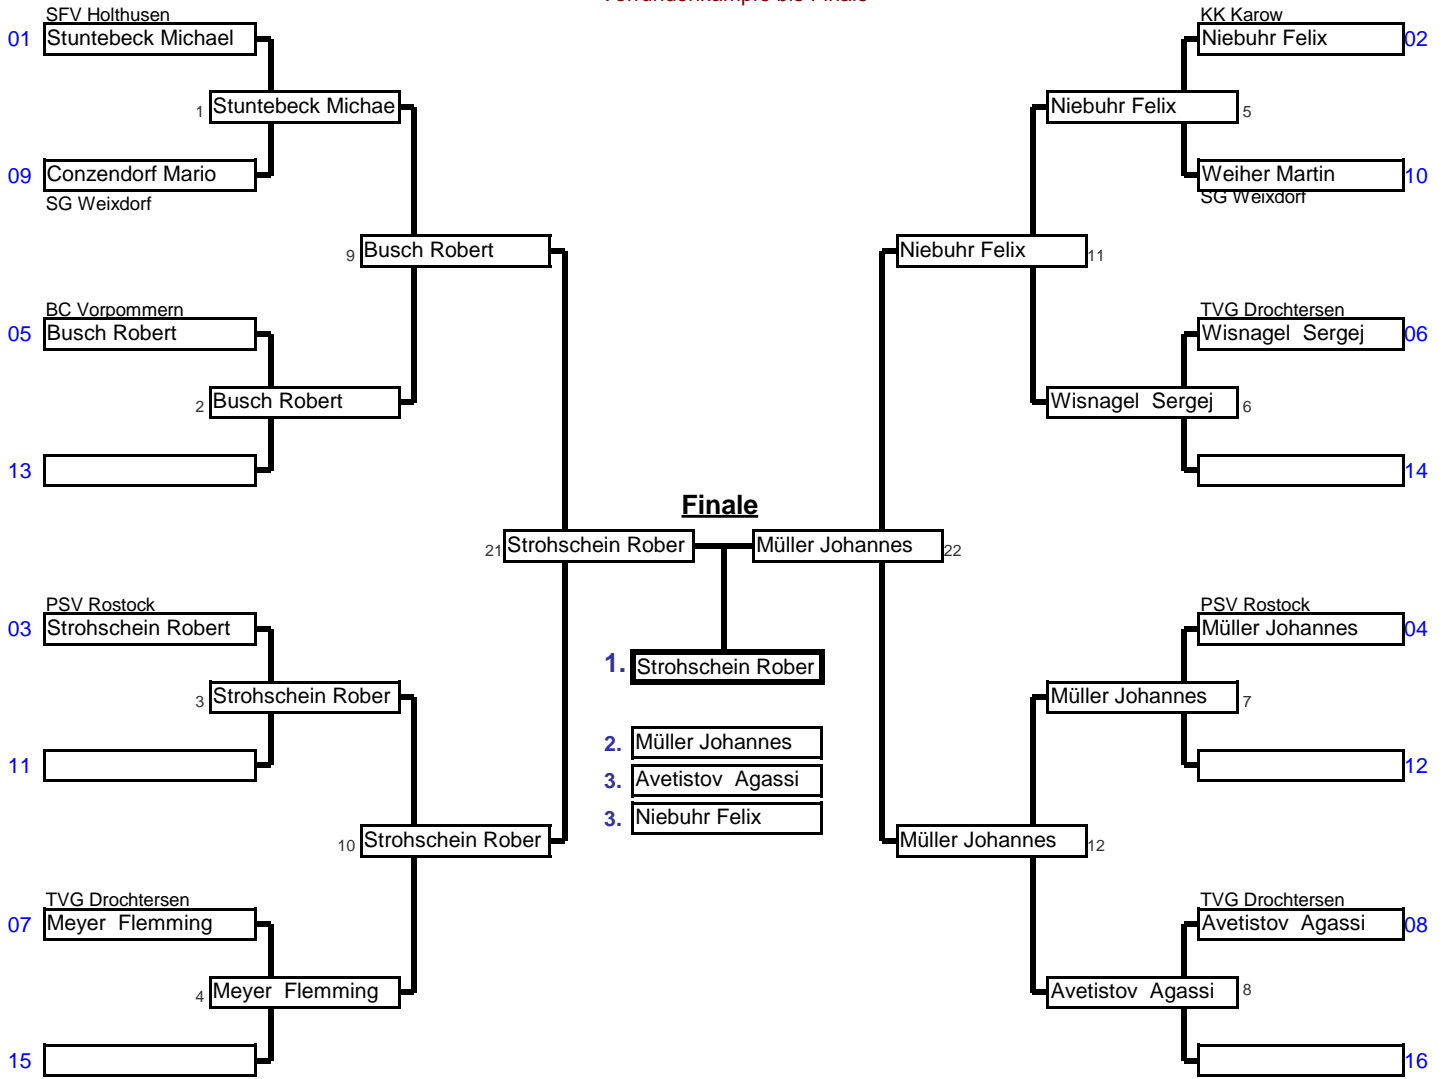 Vorrundenkämpfe bis Finale
SFV Holthusen
01 Stuntebeck Michael
1 Stuntebeck Michae
09 Conzendorf Mario
SG Weixdorf
9 Busch Robert
BC Vorpommern
05 Busch Robert
2 Busch Robert
13
21 Strohschein Rober
PSV Rostock
03 Strohschein Robert
3 Strohschein Rober
11
10 Strohschein Rober
TVG Drochtersen
07 Meyer Flemming
4 Meyer Flemming
15
Finale
1. Strohschein Rober
2. Müller Johannes
3. Avetistov Agassi
3. Niebuhr Felix
KK Karow
Niebuhr Felix 02
Niebuhr Felix 5
Weiher Martin 10
SG Weixdorf
Niebuhr Felix 11
TVG Drochtersen
Wisnagel Sergej 06
Wisnagel Sergej 6
14
Müller Johannes 22
PSV Rostock
Müller Johannes 04
Müller Johannes 7
12
Müller Johannes 12
TVG Drochtersen
Avetistov Agassi 08
Avetistov Agassi 8
16